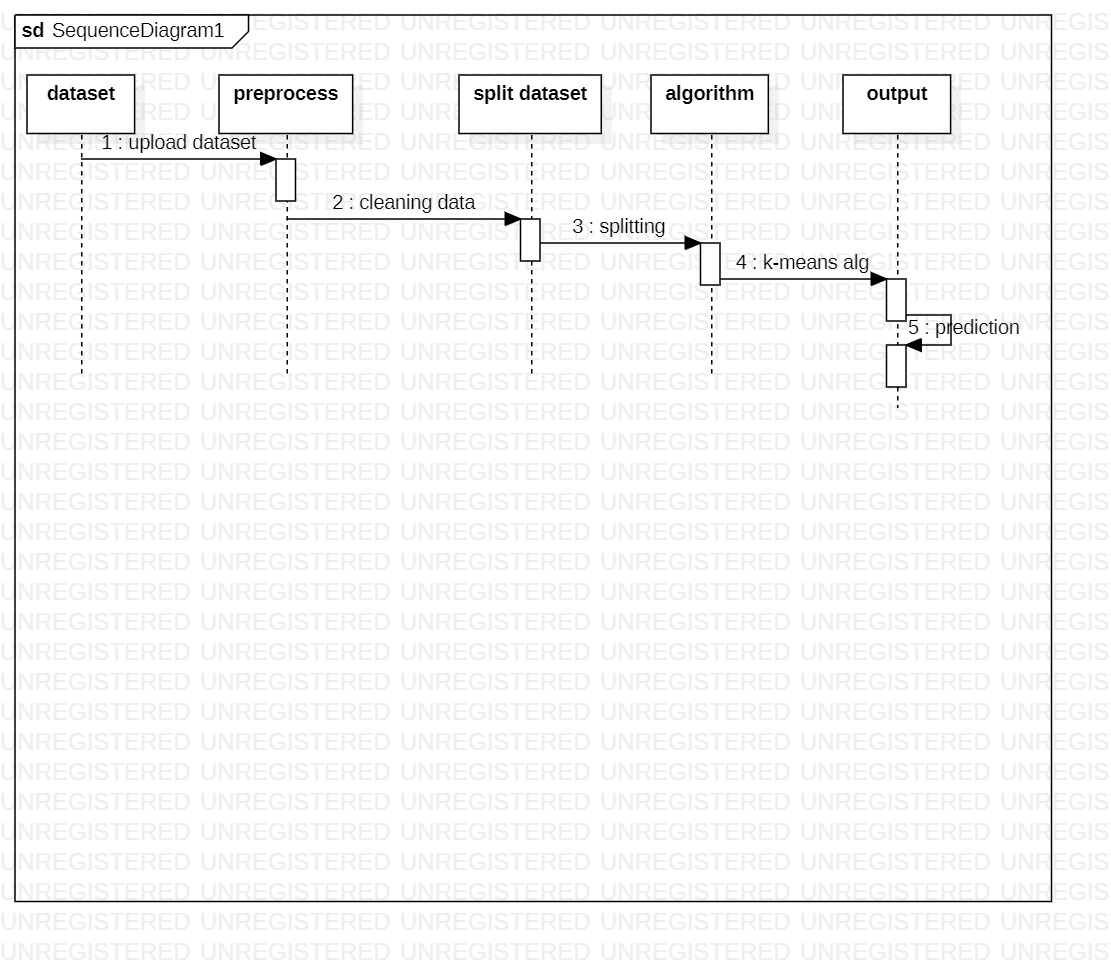 sd SequenceDiagram1
dataset
preprocess
split dataset
algorithm
output
1 : upload dataset
2 : cleaning data
3 : splitting
4 : k-means alg
5 : prediction
UNREGISTERED